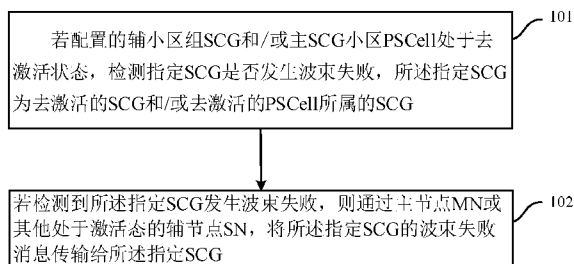 101
若配置的辅小区组SCG和/或主SCG小区PSCell处于去
激活状态，检测指定SCG是否发生波束失败，所述指定SCG
为去激活的SCG和/或去激活的PSCell所属的SCG
102
若检测到所述指定SCG发生波束失败，则通过主节点MN或
其他处于激活态的辅节点SN，将所述指定SCG的波束失败
消息传输给所述指定SCG